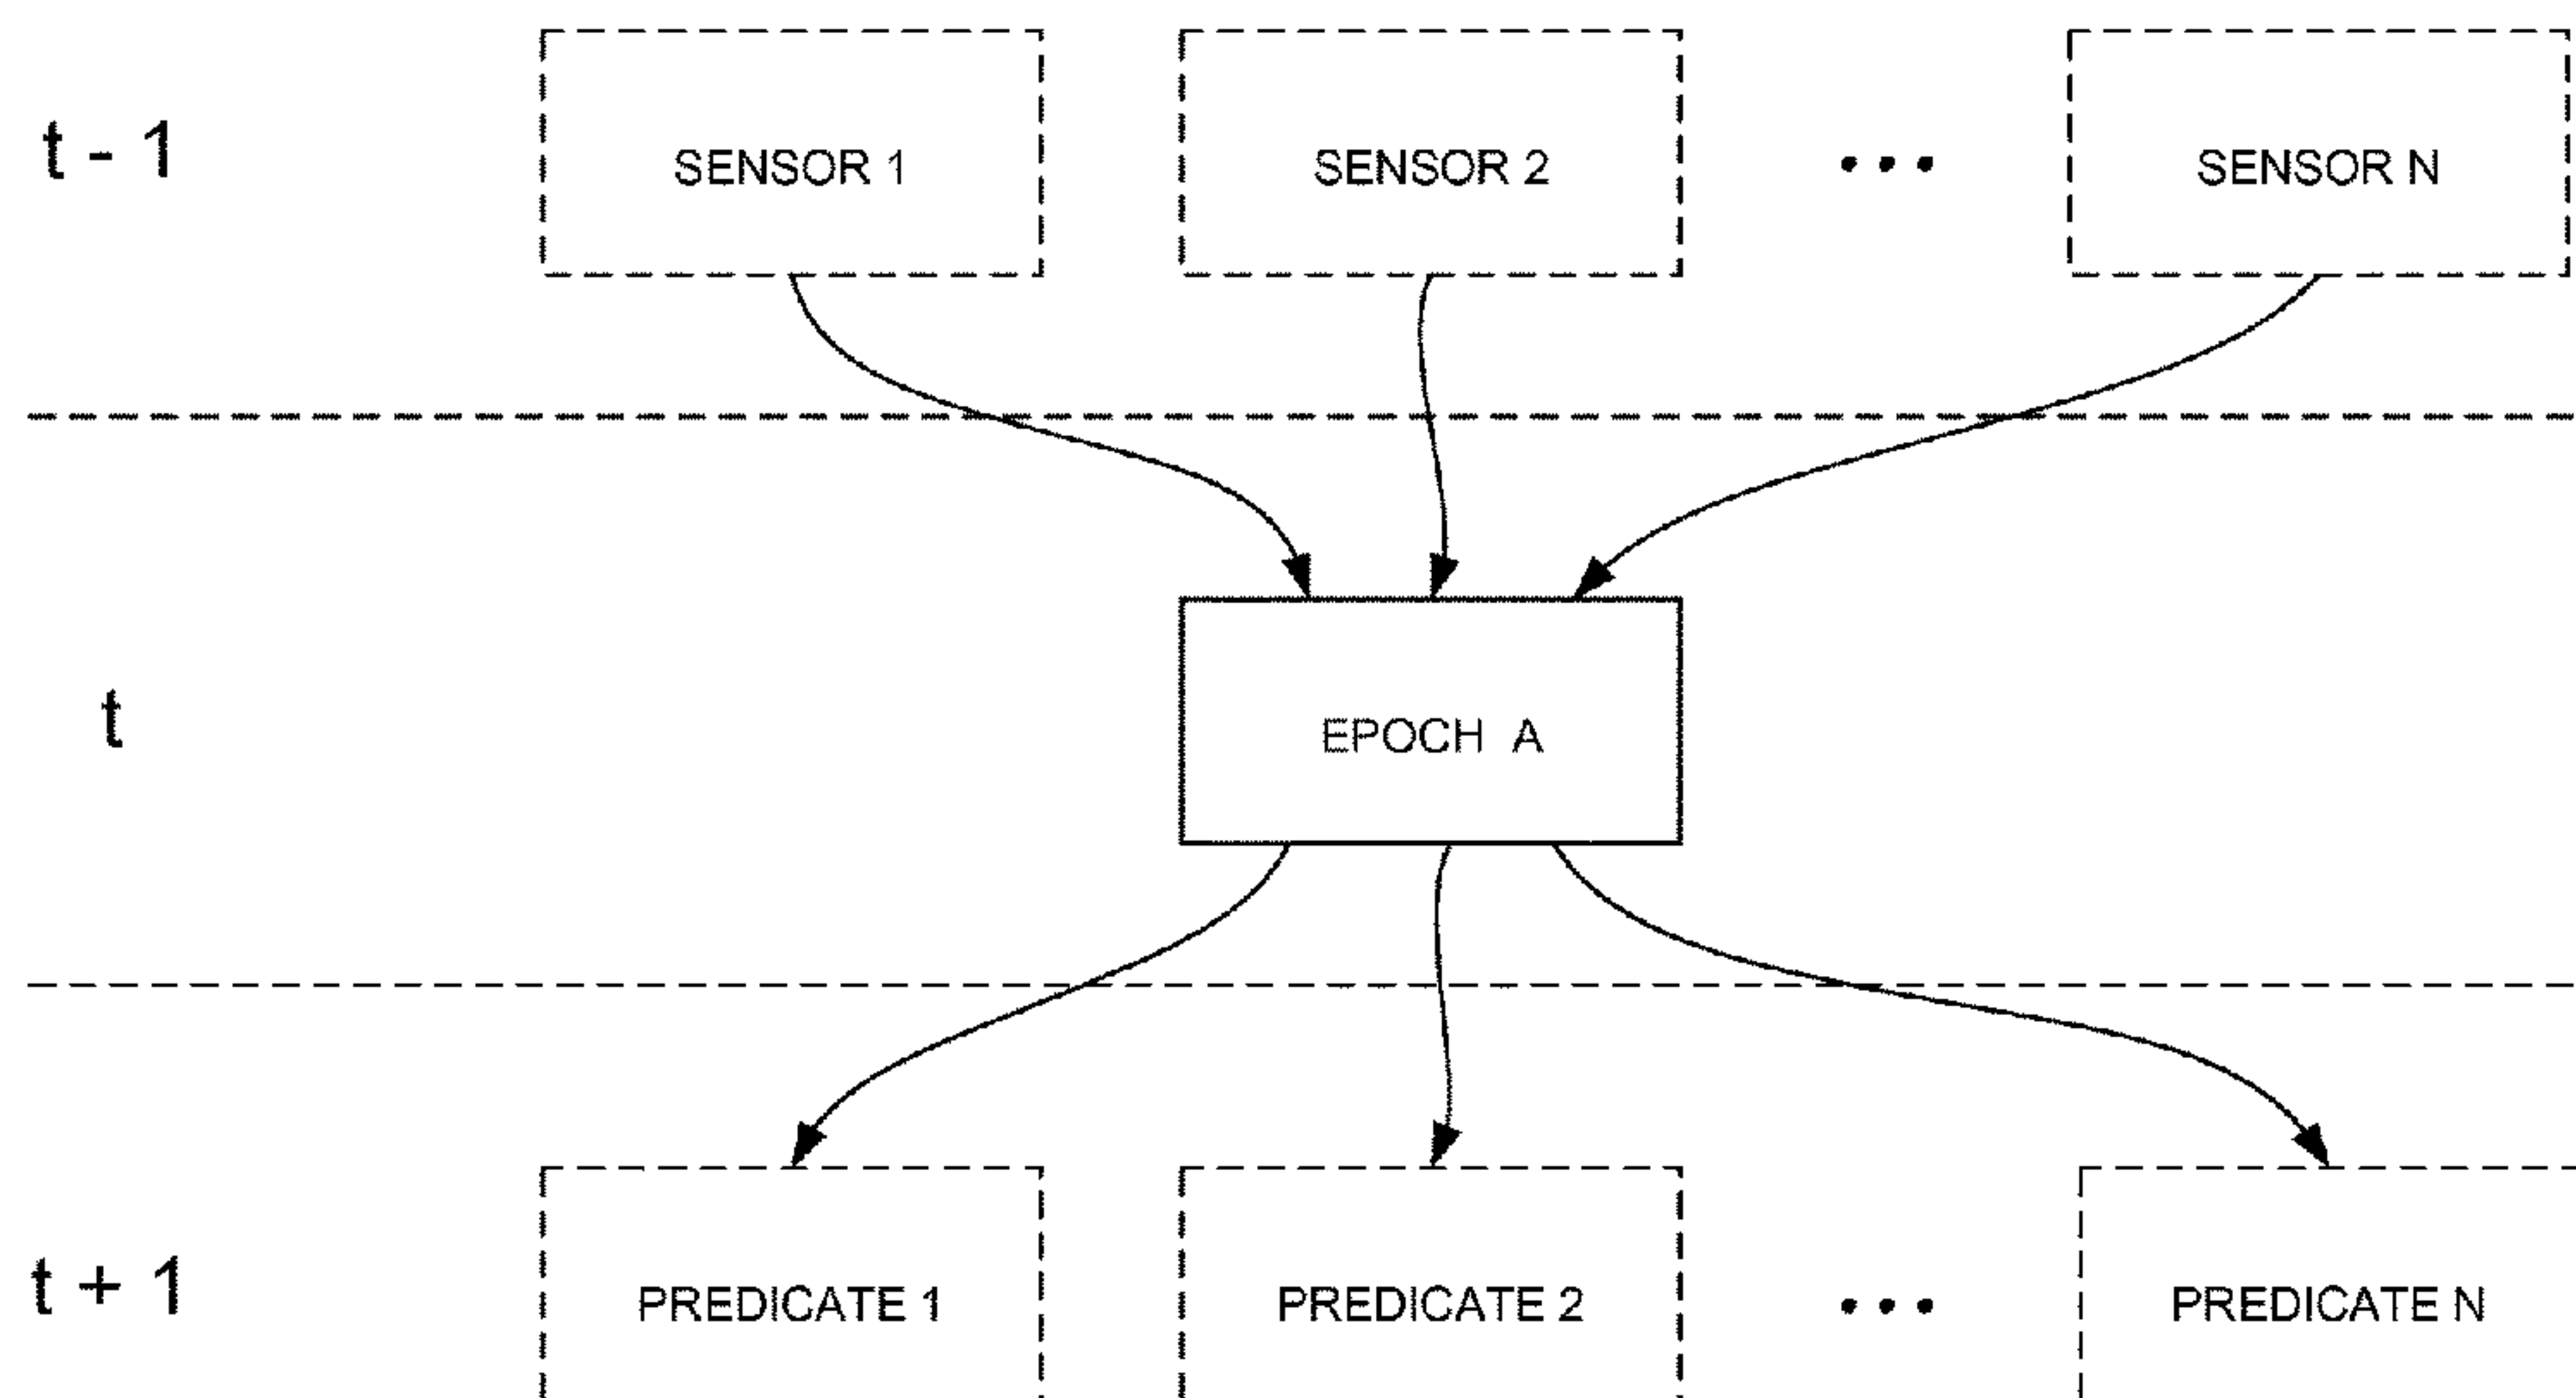 t - 1
SENSOR 1
SENSOR 2
...
SENSOR N
t
EPOCH A
t + 1
PREDICATE 1
PREDICATE 2
...
PREDICATE N